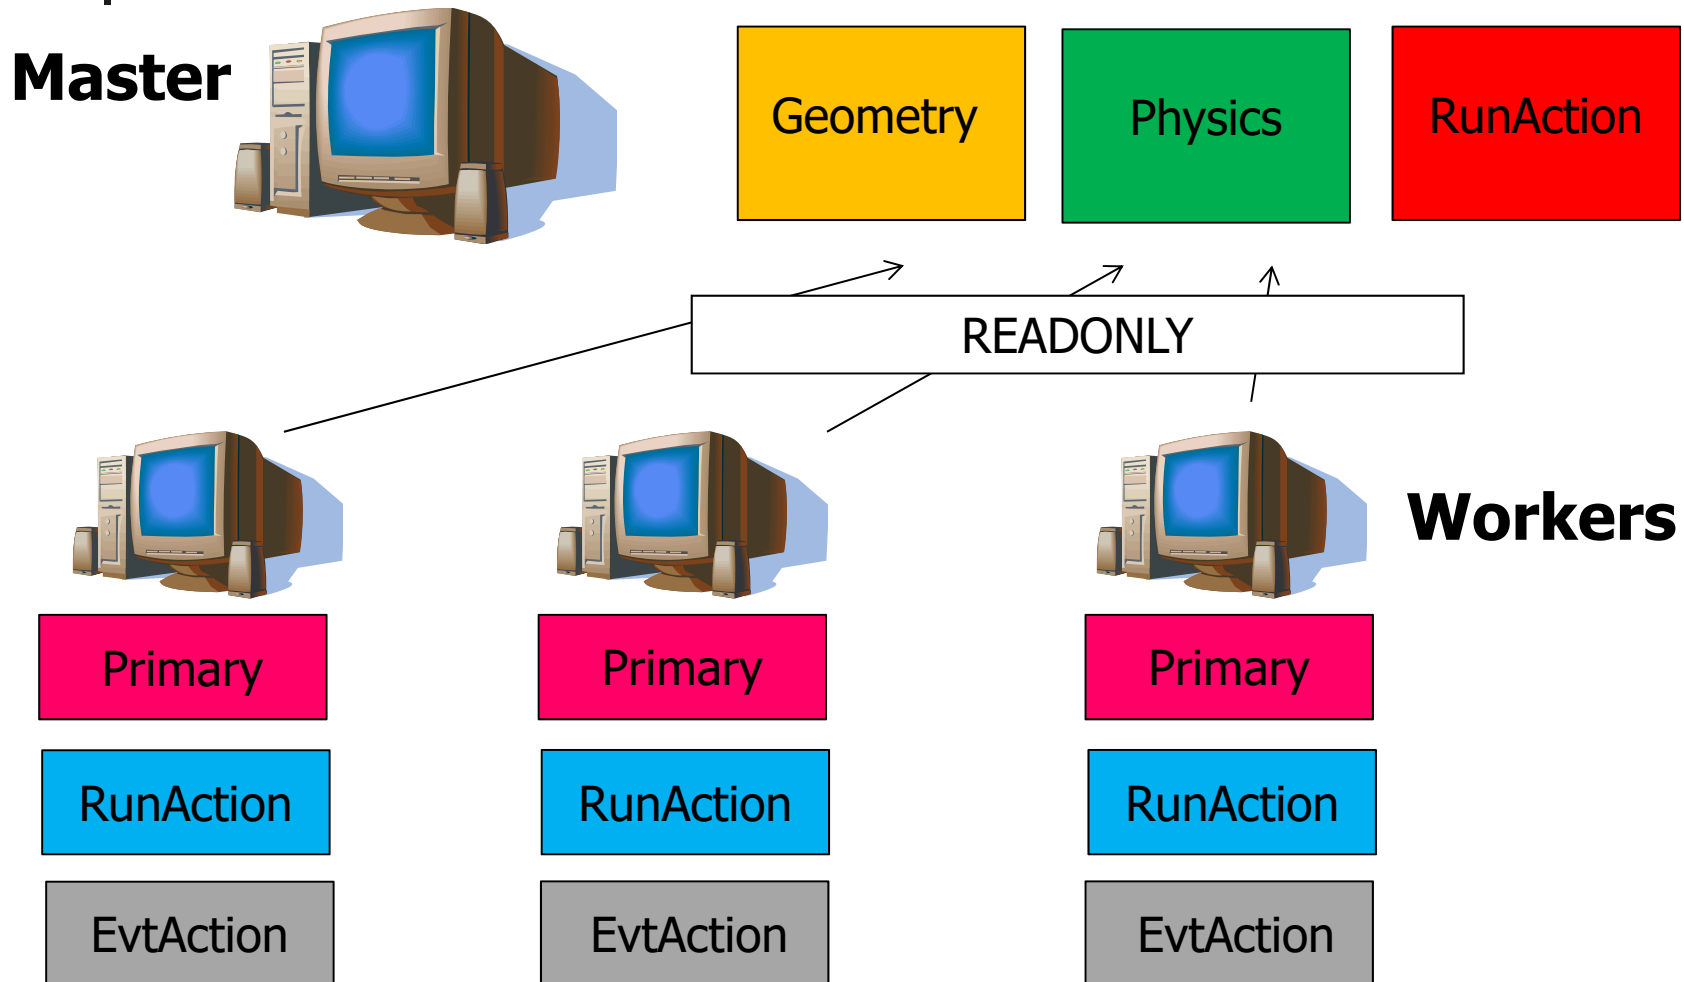 Master
Geometry
Physics
RunAction
READONLY
Workers
Primary
Primary
Primary
RunAction
RunAction
RunAction
EvtAction
EvtAction
EvtAction